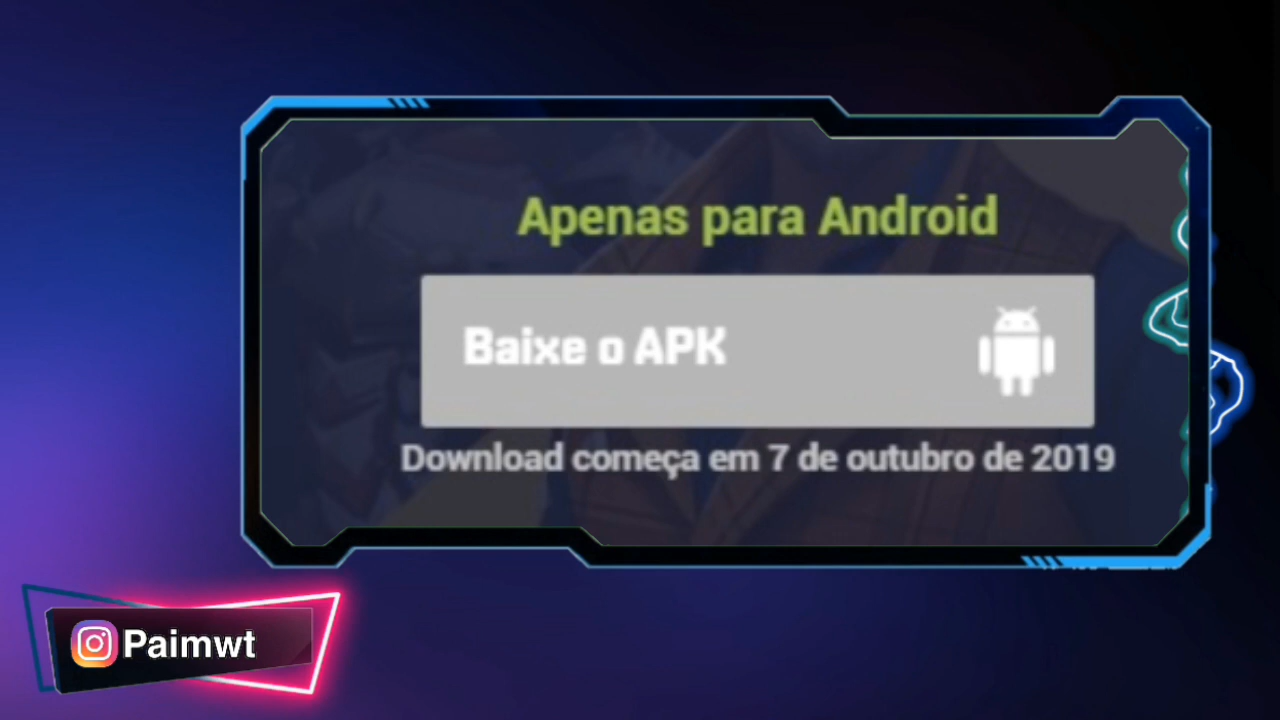 Apenas para Android
Baixe o APK
Download começa em 7 de outubro de 2019
Paimwt